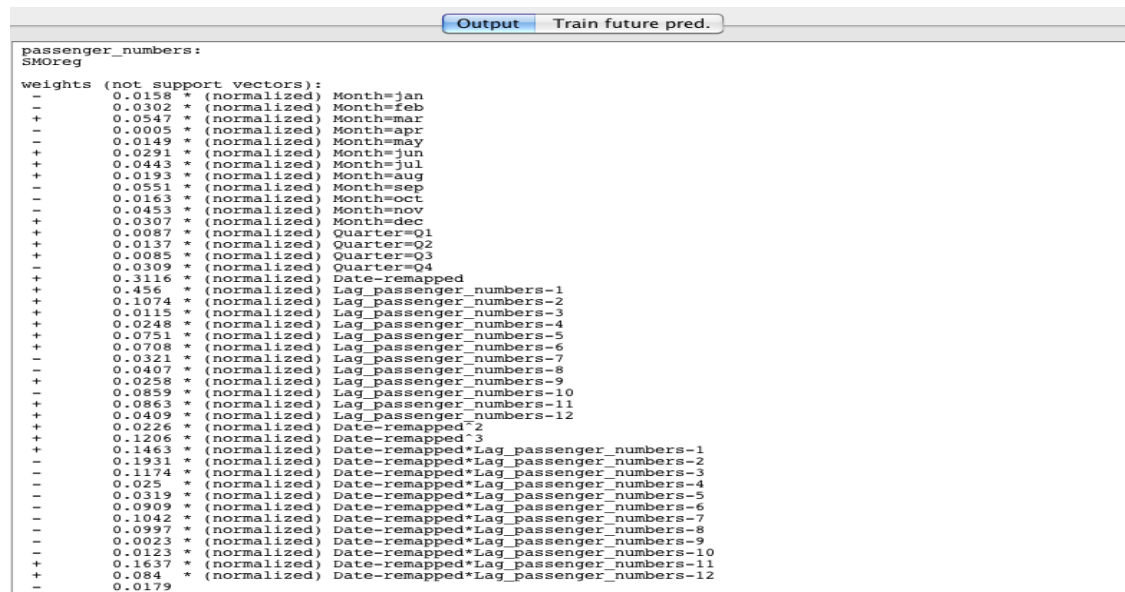 Output Train future pred.
passenger_numbers:
SMOreg
weights (not support vectors):
- 0.0158 * (normalized) Month=jan
- 0.0302 * (normalized) Month=feb
+ 0.0547 * (normalized) Month=mar
- 0.0005 * (normalized) Month=apr
- 0.0149 * (normalized) Month=may
+ 0.0291 * (normalized) Month=jun
+ 0.0443 * (normalized) Month=jul
+ 0.0193 * (normalized) Month=aug
- 0.0551 * (normalized) Month=sep
- 0.0163 * (normalized) Month=oct
- 0.0453 * (normalized) Month=nov
+ 0.0307 * (normalized) Month=dec
+ 0.0087 * (normalized) Quarter=Q1
+ 0.0137 * (normalized) Quarter=Q2
+ 0.0085 * (normalized) Quarter=Q3
- 0.0309 * (normalized) Quarter=Q4
+ 0.3116 * (normalized) Date-remapped
+ 0.456 * (normalized) Lag_passenger_numbers-1
+ 0.1074 * (normalized) Lag_passenger_numbers-2
+ 0.0115 * (normalized) Lag_passenger_numbers-3
+ 0.0248 * (normalized) Lag_passenger_numbers-4
+ 0.0751 * (normalized) Lag_passenger_numbers-5
+ 0.0708 * (normalized) Lag_passenger_numbers-6
- 0.0321 * (normalized) Lag_passenger_numbers-7
- 0.0407 * (normalized) Lag_passenger_numbers-8
+ 0.0258 * (normalized) Lag_passenger_numbers-9
- 0.0859 * (normalized) Lag_passenger_numbers-10
+ 0.0863 * (normalized) Lag_passenger_numbers-11
+ 0.0409 * (normalized) Lag_passenger_numbers-12
+ 0.0226 * (normalized) Date-remapped^2
+ 0.1206 * (normalized) Date-remapped^3
+ 0.1463 * (normalized) Date-remapped*Lag_passenger_numbers-1
- 0.1931 * (normalized) Date-remapped*Lag_passenger_numbers-2
- 0.1174 * (normalized) Date-remapped*Lag_passenger_numbers-3
- 0.025 * (normalized) Date-remapped*Lag_passenger_numbers-4
- 0.0319 * (normalized) Date-remapped*Lag_passenger_numbers-5
- 0.0909 * (normalized) Date-remapped*Lag_passenger_numbers-6
- 0.1042 * (normalized) Date-remapped*Lag_passenger_numbers-7
- 0.0997 * (normalized) Date-remapped*Lag_passenger_numbers-8
- 0.0023 * (normalized) Date-remapped*Lag_passenger_numbers-9
- 0.0123 * (normalized) Date-remapped*Lag_passenger_numbers-10
+ 0.1637 * (normalized) Date-remapped*Lag_passenger_numbers-11
+ 0.084 * (normalized) Date-remapped*Lag_passenger_numbers-12
- 0.0179